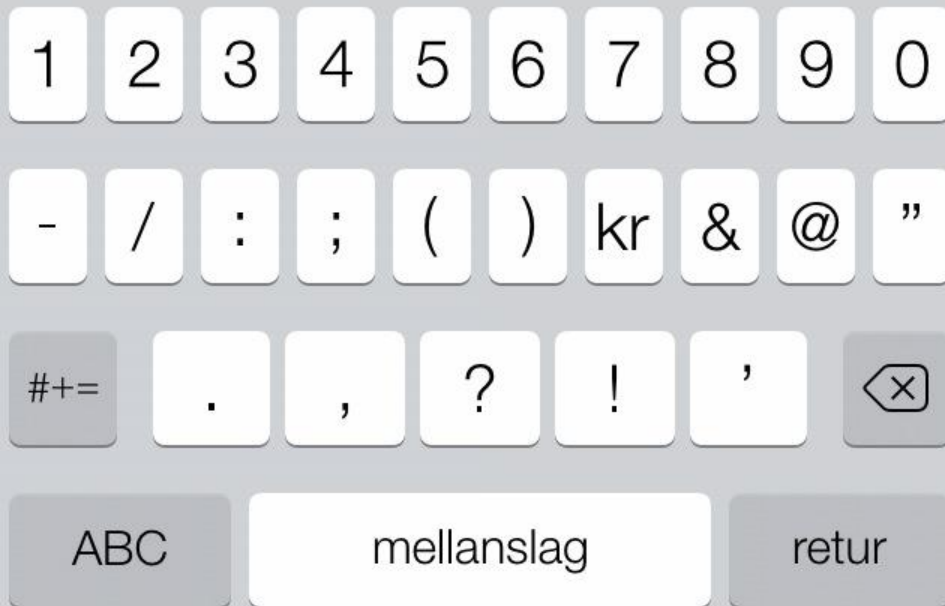 1 2 3 4 5 6 7 8 9 0
- / : ; ( ) kr & @ ”
#+= . , ? ! ’
ABC mellanslag retur